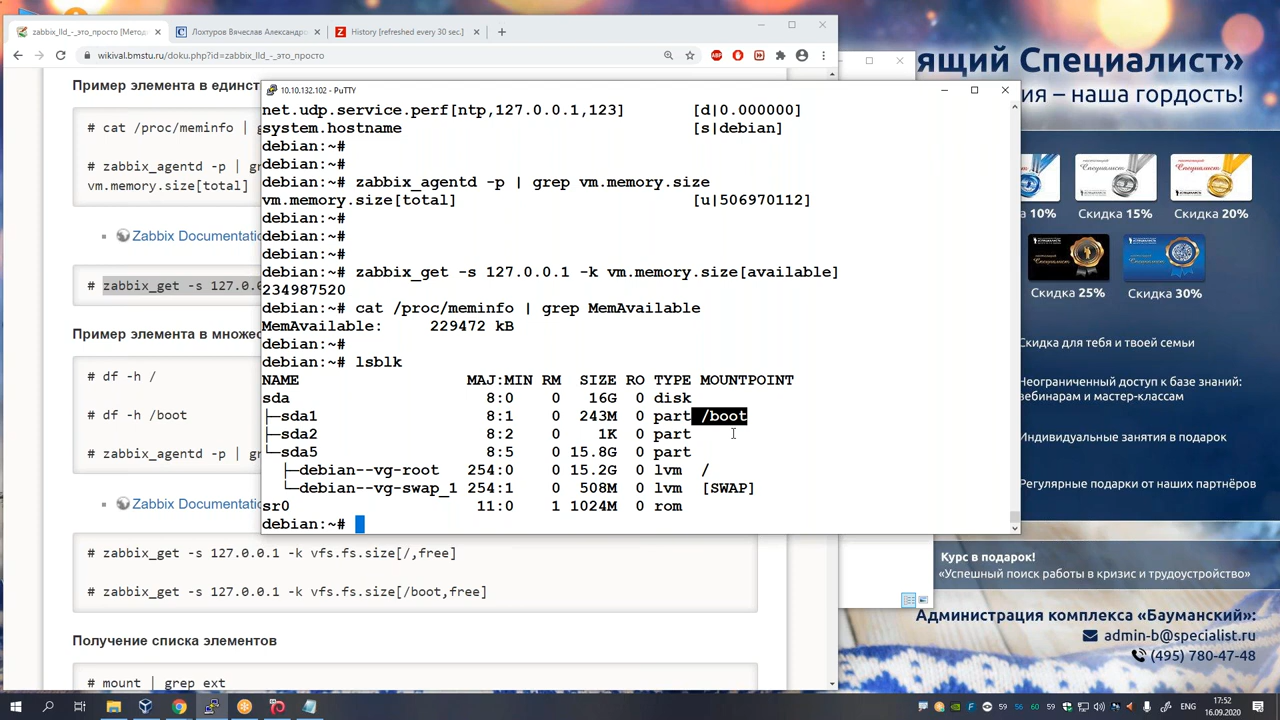 zabbix_lld_-_это_просто [Метод
Лохтуров Вячеслав Александро
History [refreshed every 30 sec.]
wikival.bmstu.ru/doku.php?id=zabbix_lld_-_это_просто
Пример элемента в единст
# cat /proc/meminfo | g
# zabbix_agentd -p | gr
vm.memory.size[total]
Zabbix Documentatio
# zabbix_get -s 127.0.0
Пример элемента в множес
# df -h /
# df -h /boot
# zabbix_agentd -p | g
Zabbix Documentatio
# zabbix_get -s 127.0.0.1 -k vfs.fs.size[/,free]
# zabbix_get -s 127.0.0.1 -k vfs.fs.size[/boot,free]
Получение списка элементов
# mount | grep ext
10.10.132.102 - PuTTY
net.udp.service.perf[ntp,127.0.0.1,123] [d|0.000000]
system.hostname [s|debian]
debian:~#
debian:~#
debian:~# zabbix_agentd -p | grep vm.memory.size
vm.memory.size[total] [u|506970112]
debian:~#
debian:~#
debian:~#
debian:~# zabbix_get -s 127.0.0.1 -k vm.memory.size[available]
234987520
debian:~# cat /proc/meminfo | grep MemAvailable
MemAvailable: 229472 kB
debian:~#
debian:~# lsblk
NAME MAJ:MIN RM SIZE RO TYPE MOUNTPOINT
sda 8:0 0 16G 0 disk
├─sda1 8:1 0 243M 0 part /boot
├─sda2 8:2 0 1K 0 part
└─sda5 8:5 0 15.8G 0 part
├─debian--vg-root 254:0 0 15.2G 0 lvm /
└─debian--vg-swap_1 254:1 0 508M 0 lvm [SWAP]
sr0 11:0 1 1024M 0 rom
debian:~#
ящий Специалист»
ия – наша гордость!
а 10% Скидка 15% Скидка 20%
Скидка 25% Скидка 30%
Скидка для тебя и твоей семьи
Неограниченный доступ к базе знаний:
вебинарам и мастер-классам
Индивидуальные занятия в подарок
Регулярные подарки от наших партнёров
Курс в подарок!
«Успешный поиск работы в кризис и трудоустройство»
Администрация комплекса «Бауманский»:
admin-b@specialist.ru
(495) 780-47-48
59 56 60 59
17:52
16.09.2020